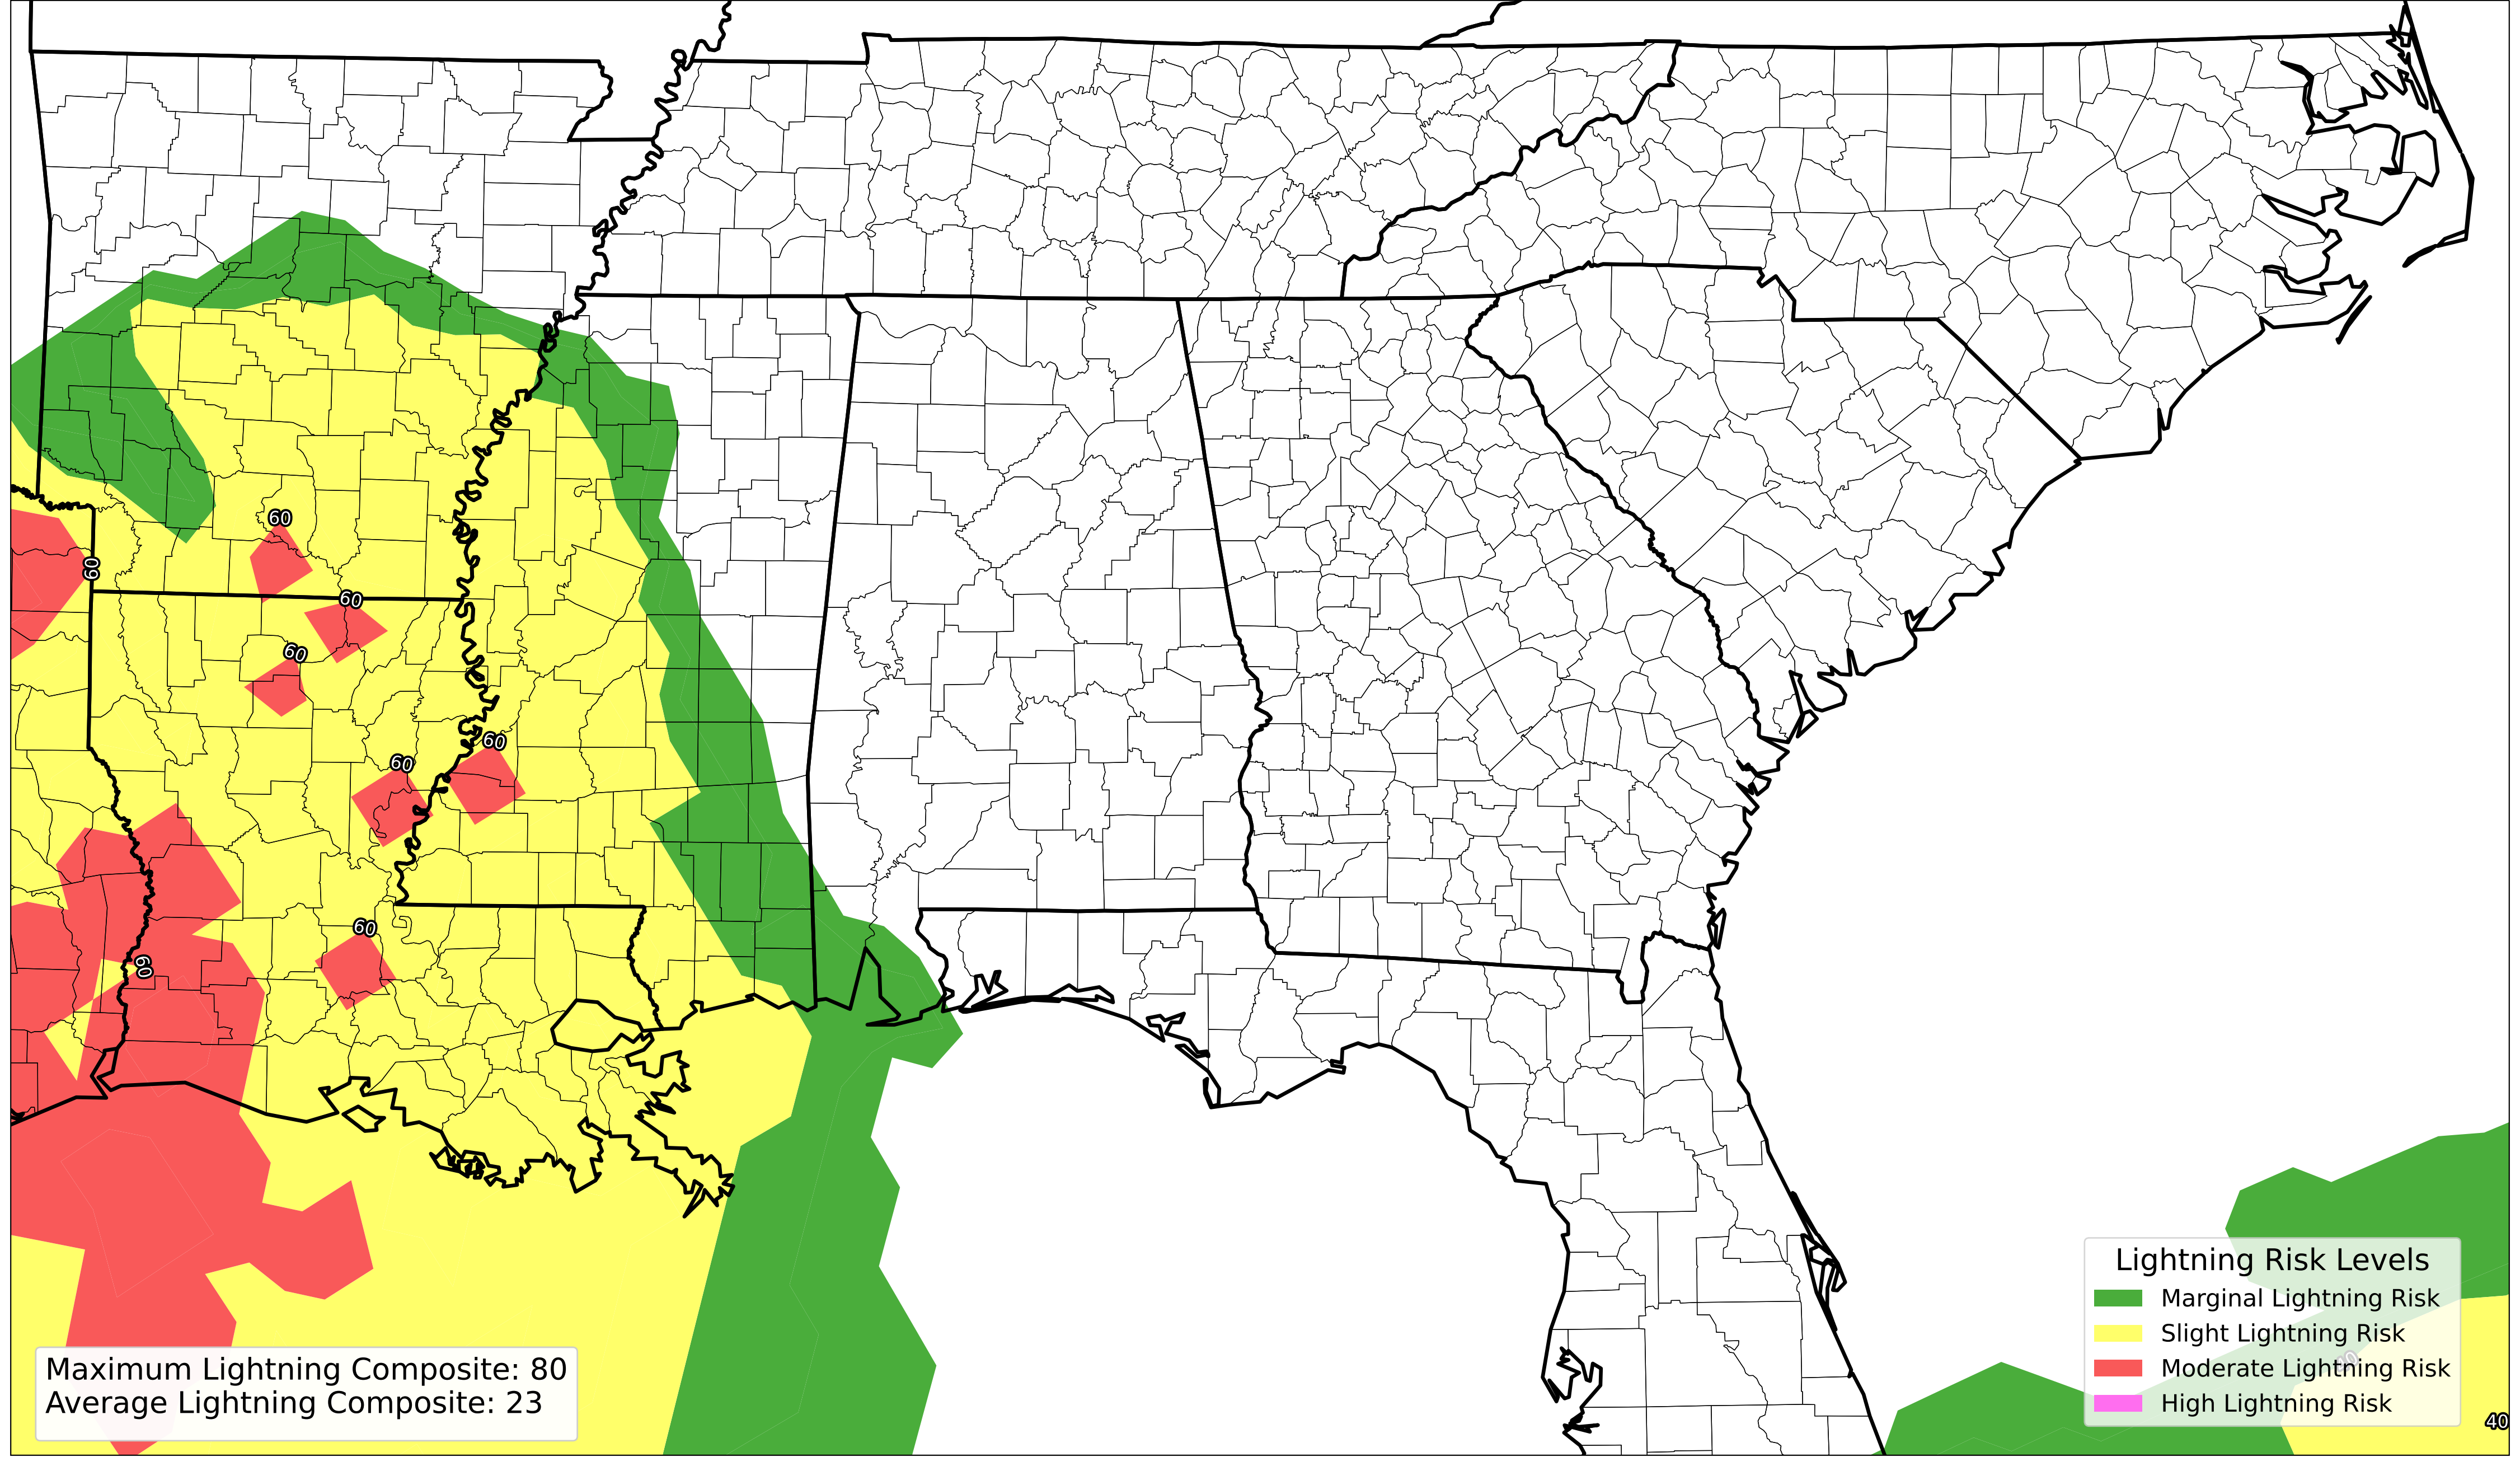 60
60
60
60
60
60
60
60
Lightning Risk Levels
Marginal Lightning Risk
Slight Lightning Risk
Moderate Lightning Risk
High Lightning Risk
Maximum Lightning Composite: 80
Average Lightning Composite: 23
40